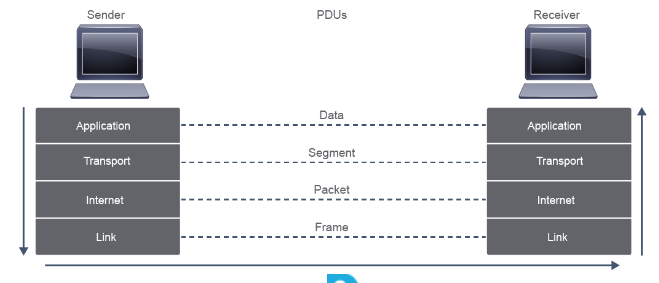 Sender PDUs Receiver
Data
Application Application
Segment
Transport Transport
Packet
Internet Internet
Frame
Link Link